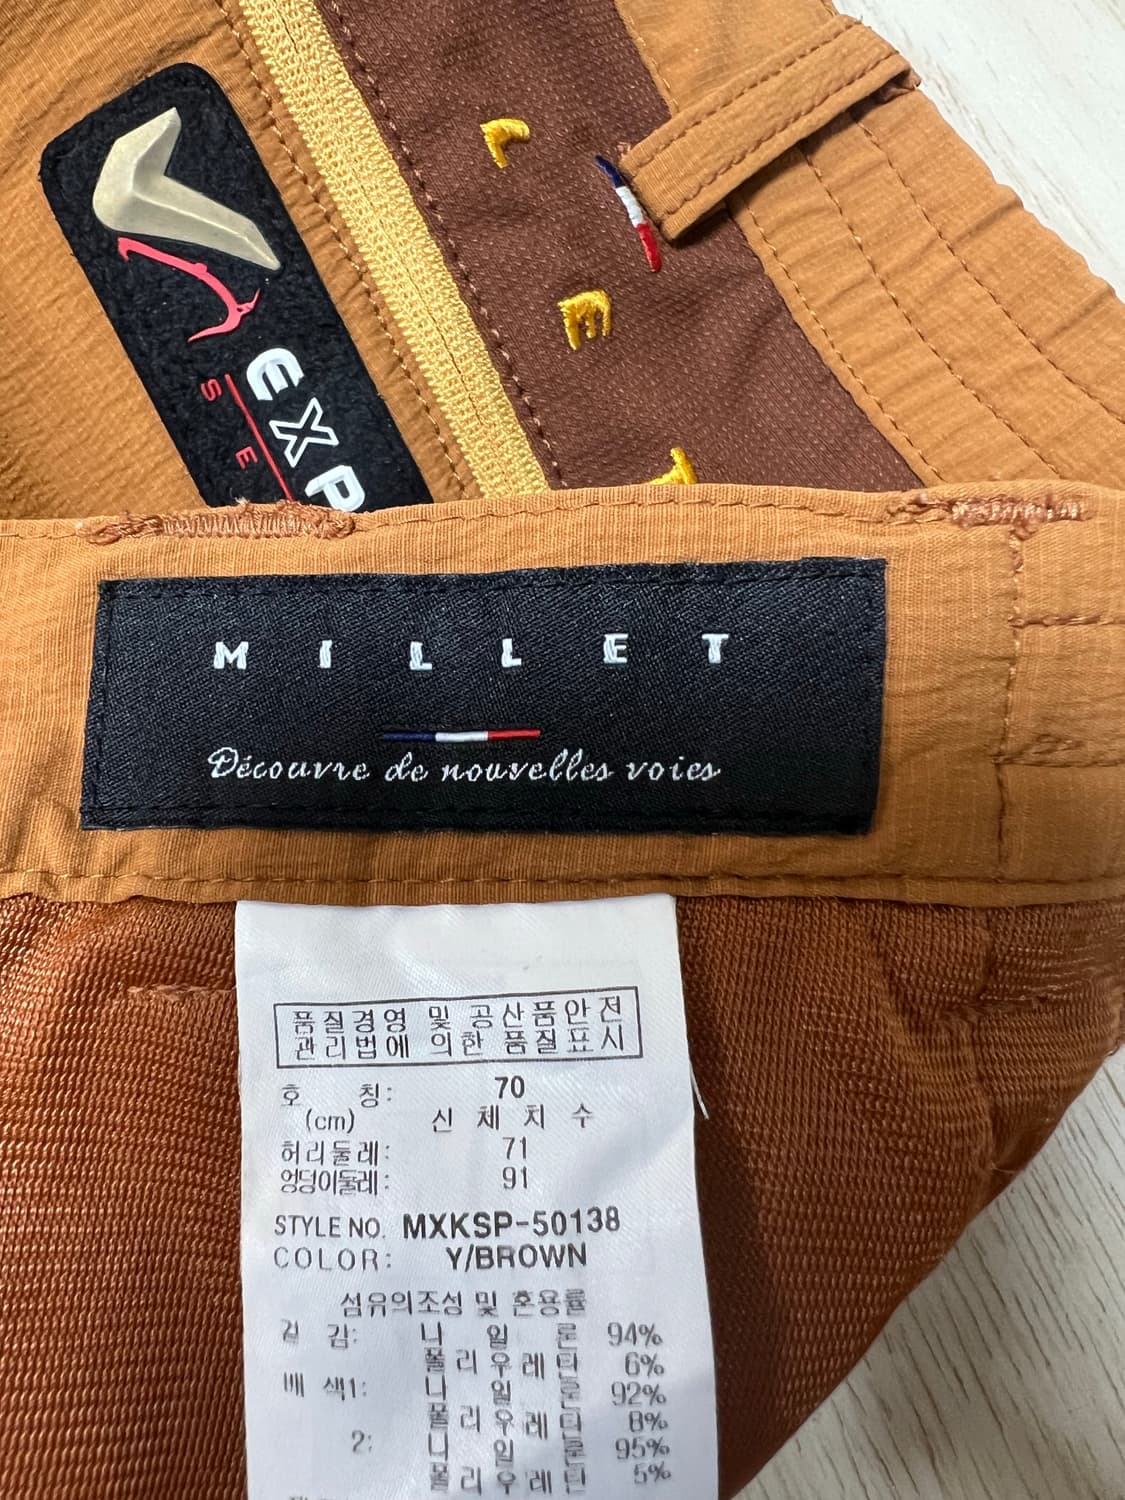 L
E
T
EXP
S E
M I L L E T
Découvre de nouvelles voies
품질경영 및 공산품안전
관리법에 의한 품질표시
호 칭: 70
(cm) 신 체 치 수
허리둘레: 71
엉덩이둘레: 91
STYLE NO. MXKSP-50138
COLOR: Y/BROWN
섬유의조성 및 혼용률
겉 감: 나 일 론 94%
폴리우레탄 6%
배 색1: 나 일 론 92%
폴리우레탄 8%
2: 나 일 론 95%
폴리우레탄 5%